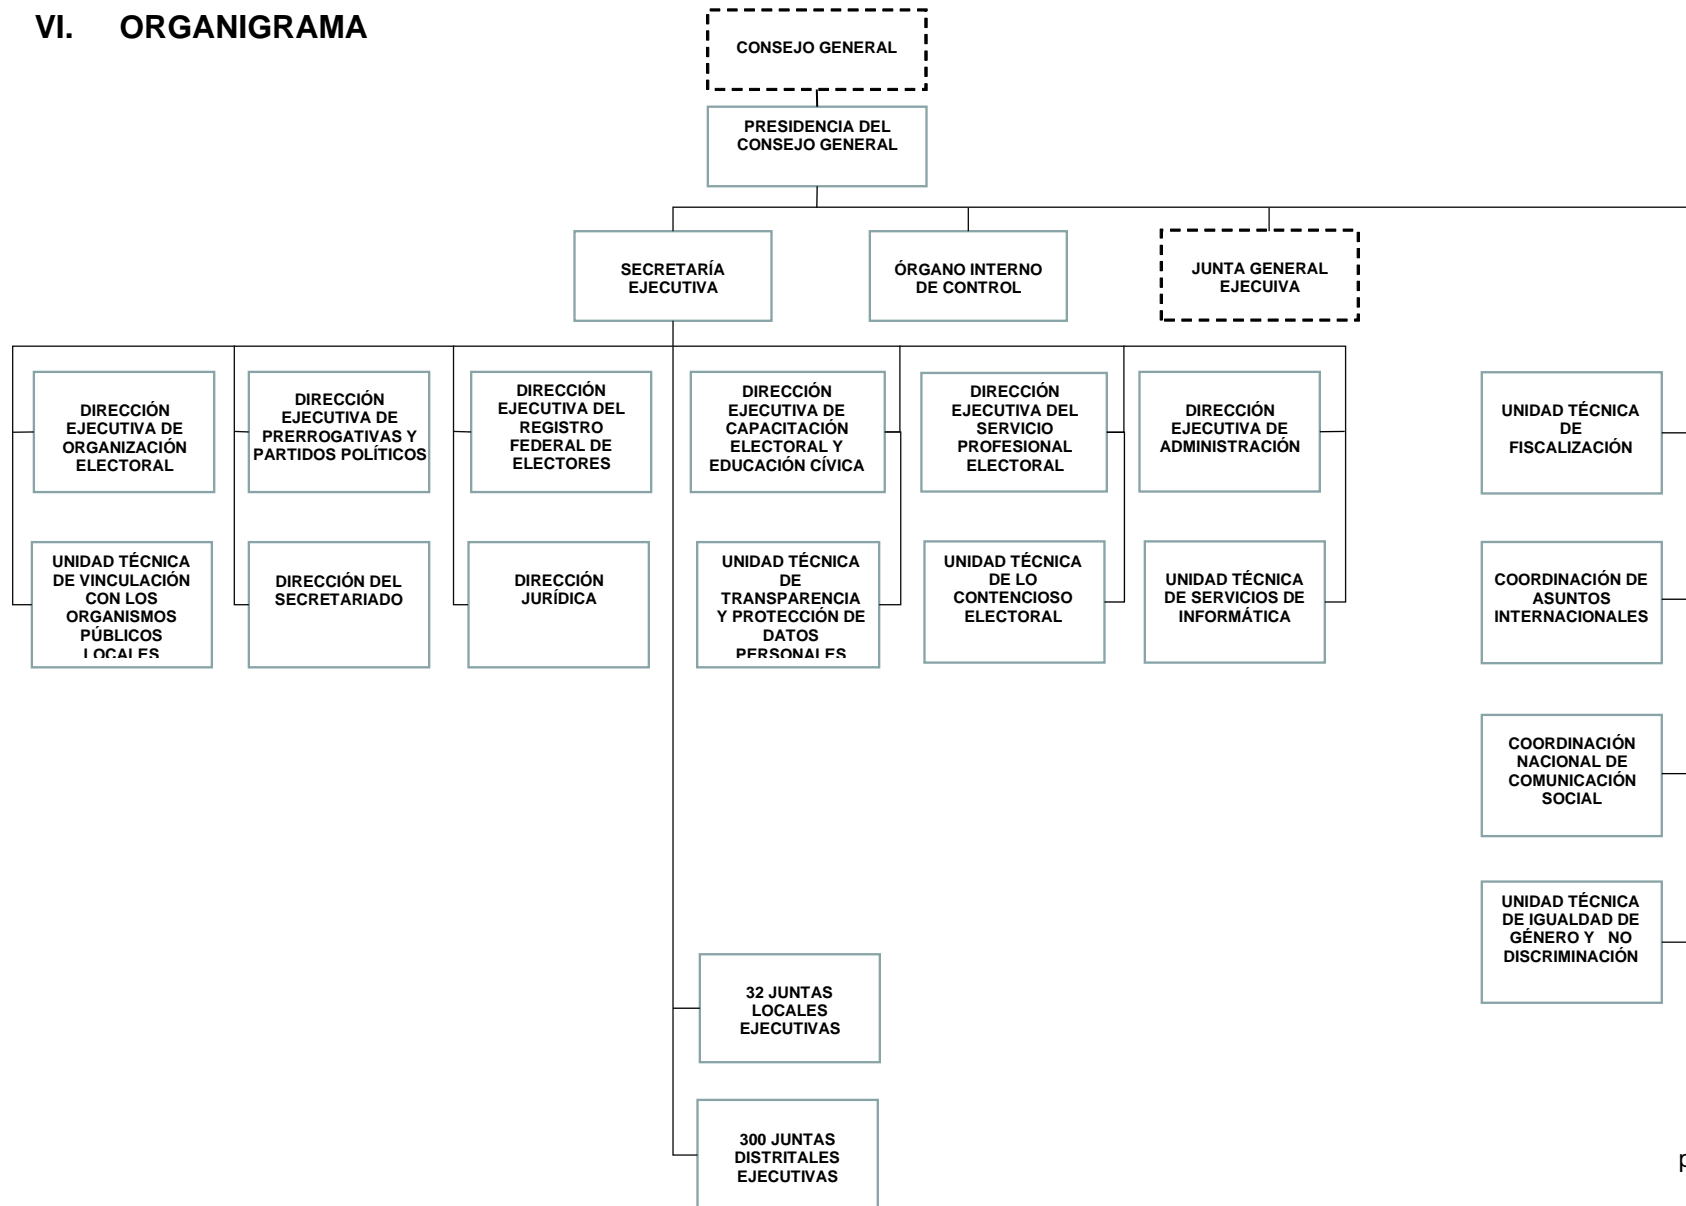 VI. ORGANIGRAMA
CONSEJO GENERAL
PRESIDENCIA DEL
CONSEJO GENERAL
SECRETARÍA
EJECUTIVA
ÓRGANO INTERNO
DE CONTROL
JUNTA GENERAL
EJECUIVA
DIRECCIÓN
EJECUTIVA DE
ORGANIZACIÓN
ELECTORAL
DIRECCIÓN
EJECUTIVA DE
PRERROGATIVAS Y
PARTIDOS POLÍTICOS
DIRECCIÓN
EJECUTIVA DEL
REGISTRO
FEDERAL DE
ELECTORES
DIRECCIÓN
EJECUTIVA DE
CAPACITACIÓN
ELECTORAL Y
EDUCACIÓN CÍVICA
DIRECCIÓN
EJECUTIVA DEL
SERVICIO
PROFESIONAL
ELECTORAL
DIRECCIÓN
EJECUTIVA DE
ADMINISTRACIÓN
UNIDAD TÉCNICA
DE
FISCALIZACIÓN
UNIDAD TÉCNICA
DE VINCULACIÓN
CON LOS
ORGANISMOS
PÚBLICOS
LOCALES
DIRECCIÓN DEL
SECRETARIADO
DIRECCIÓN
JURÍDICA
UNIDAD TÉCNICA
DE
TRANSPARENCIA
Y PROTECCIÓN DE
DATOS
PERSONALES
UNIDAD TÉCNICA
DE LO
CONTENCIOSO
ELECTORAL
UNIDAD TÉCNICA
DE SERVICIOS DE
INFORMÁTICA
COORDINACIÓN DE
ASUNTOS
INTERNACIONALES
COORDINACIÓN
NACIONAL DE
COMUNICACIÓN
SOCIAL
UNIDAD TÉCNICA
DE IGUALDAD DE
GÉNERO Y NO
DISCRIMINACIÓN
32 JUNTAS
LOCALES
EJECUTIVAS
300 JUNTAS
DISTRITALES
EJECUTIVAS